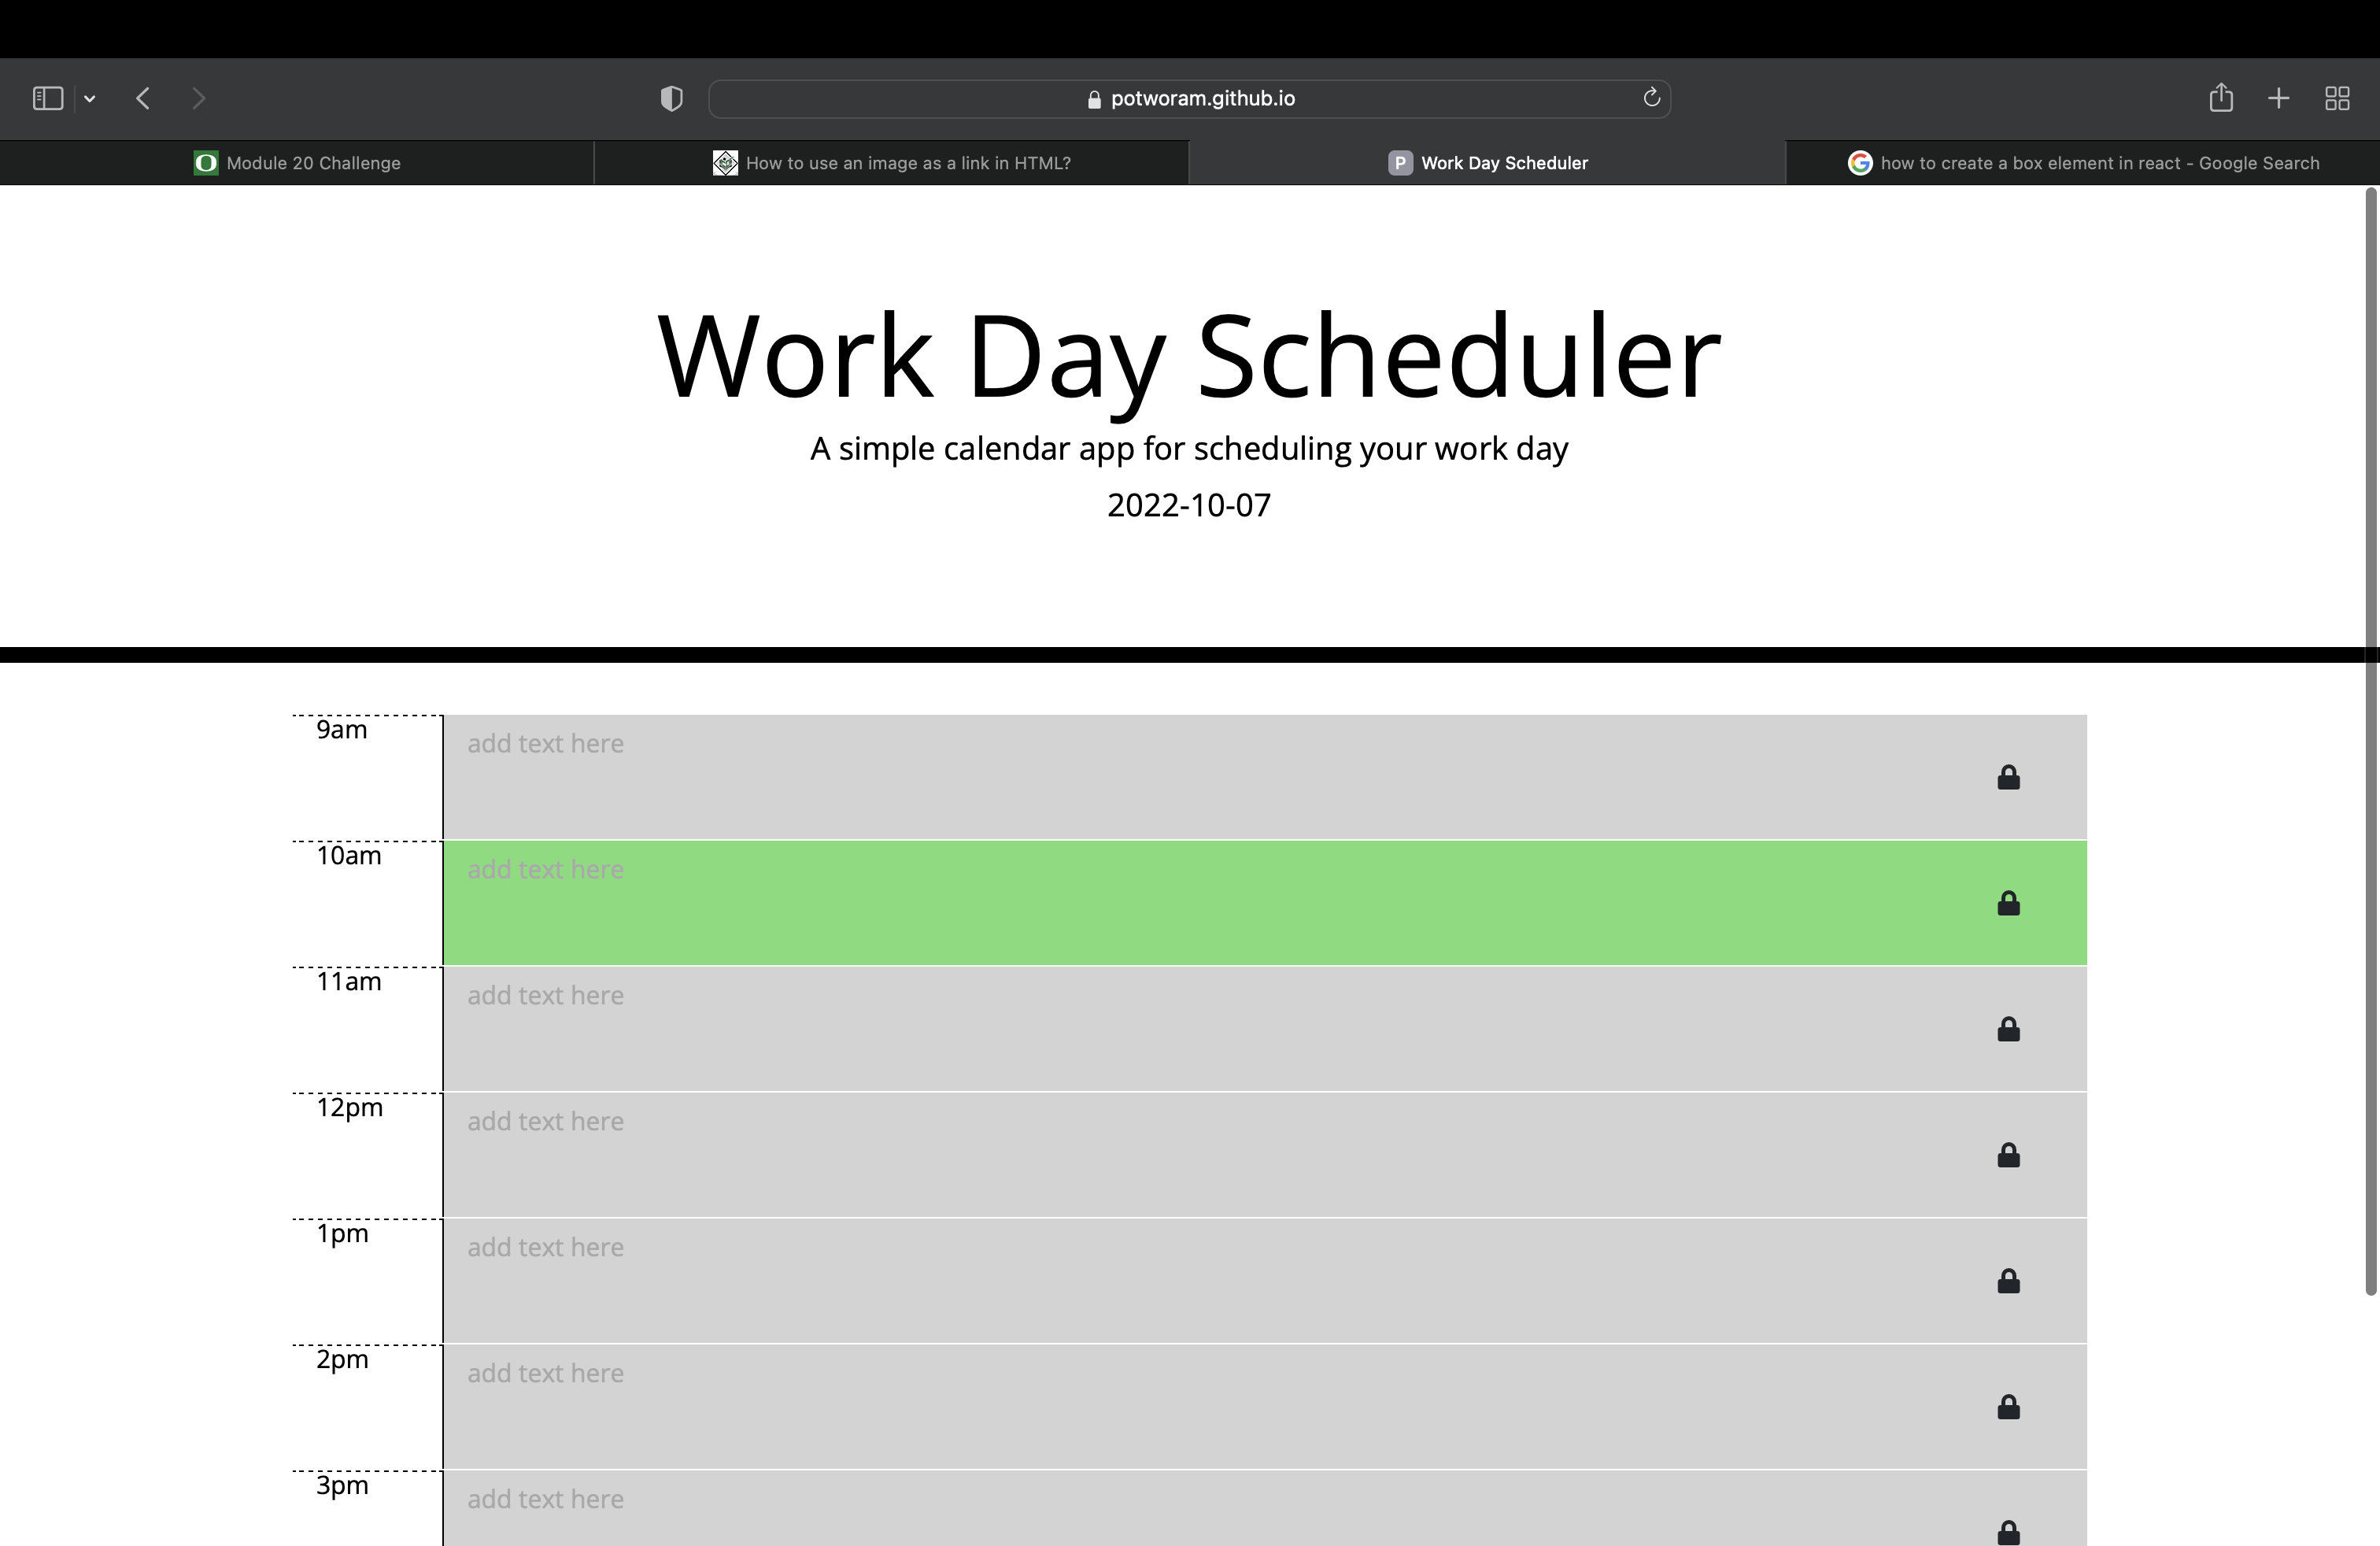 potworam.github.io
Module 20 Challenge
How to use an image as a link in HTML?
P Work Day Scheduler
how to create a box element in react - Google Search
Work Day Scheduler
A simple calendar app for scheduling your work day
2022-10-07
9am
add text here
10am
add text here
11am
add text here
12pm
add text here
1pm
add text here
2pm
add text here
3pm
add text here